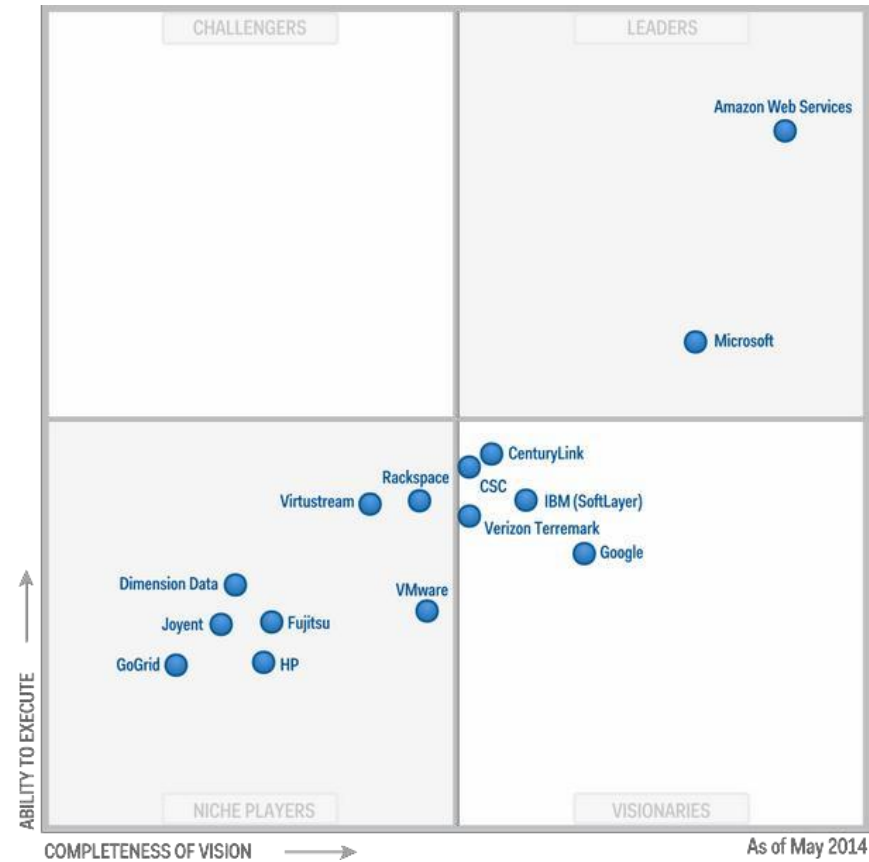 CHALLENGERS
LEADERS
Amazon Web Services
Microsoft
CenturyLink
Rackspace
CSC
Virtustream
IBM (SoftLayer)
Verizon Terremark
Google
Dimension Data
VMware
Joyent
Fujitsu
GoGrid
HP
ABILITY TO EXECUTE
NICHE PLAYERS
VISIONARIES
COMPLETENESS OF VISION
As of May 2014